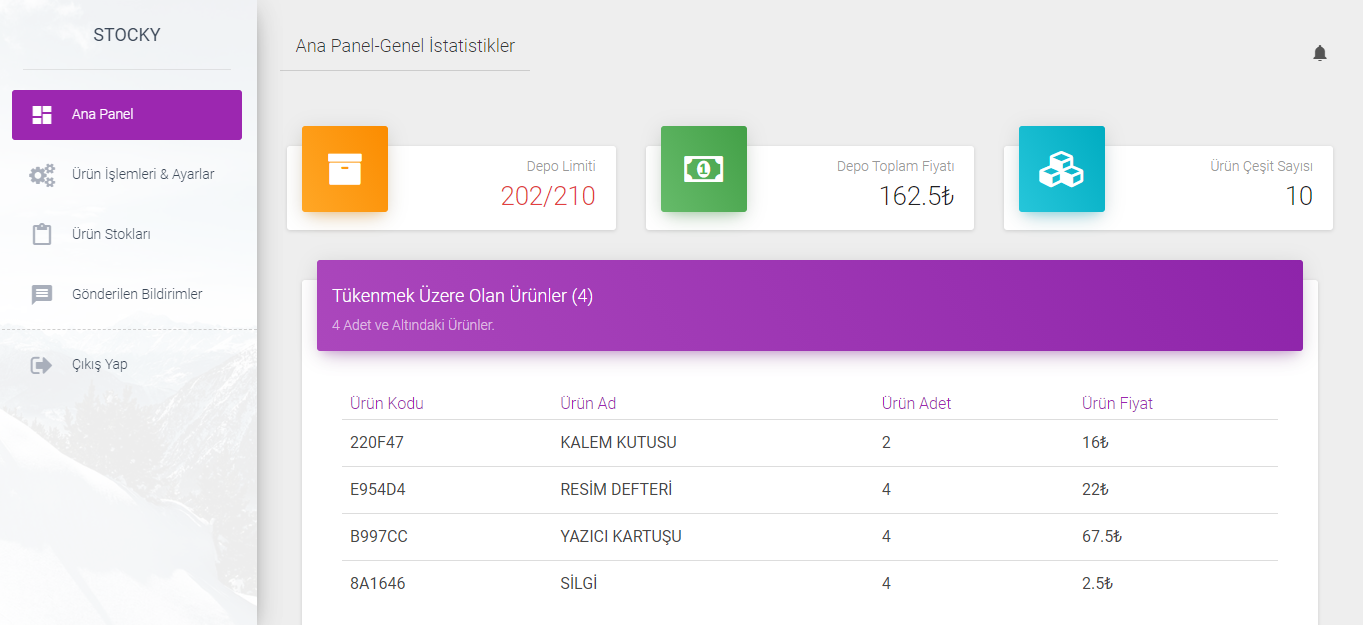 STOCKY
Ana Panel
Ürün İşlemleri & Ayarlar
Ürün Stokları
Gönderilen Bildirimler
Çıkış Yap
Ana Panel-Genel İstatistikler
Depo Limiti
202/210
1
Depo Toplam Fiyatı
162.5₺
Ürün Çeşit Sayısı
10
Tükenmek Üzere Olan Ürünler (4)
4 Adet ve Altındaki Ürünler.
Ürün Kodu Ürün Ad Ürün Adet Ürün Fiyat
220F47 KALEM KUTUSU 2 16₺
E954D4 RESİM DEFTERİ 4 22₺
B997CC YAZICI KARTUŞU 4 67.5₺
8A1646 SİLGİ 4 2.5₺